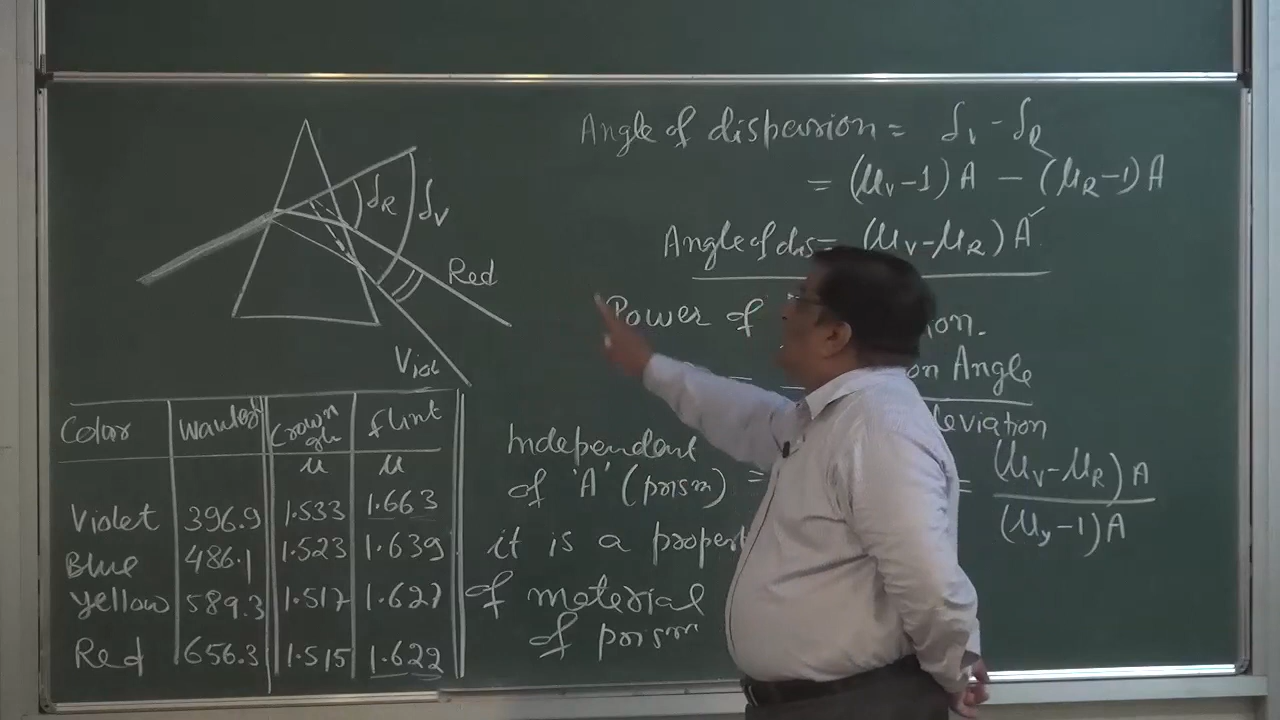 Angle of dispersion = δv - δR
= (μv-1)A - (μR-1)A
Angle of dis = (μv-μR)A
Power of
ion.
on Angle
deviation
= (μv-μR)A
(μy-1)A
δR
δv
Red
Viol
Independent
of 'A' (prism) =
it is a propert
of material
of prism
Color
Crown
flint
μ μ
Violet 396.9 1.533 1.663
Blue 486.1 1.523 1.639
Yellow 589.3 1.517 1.627
Red 656.3 1.515 1.622